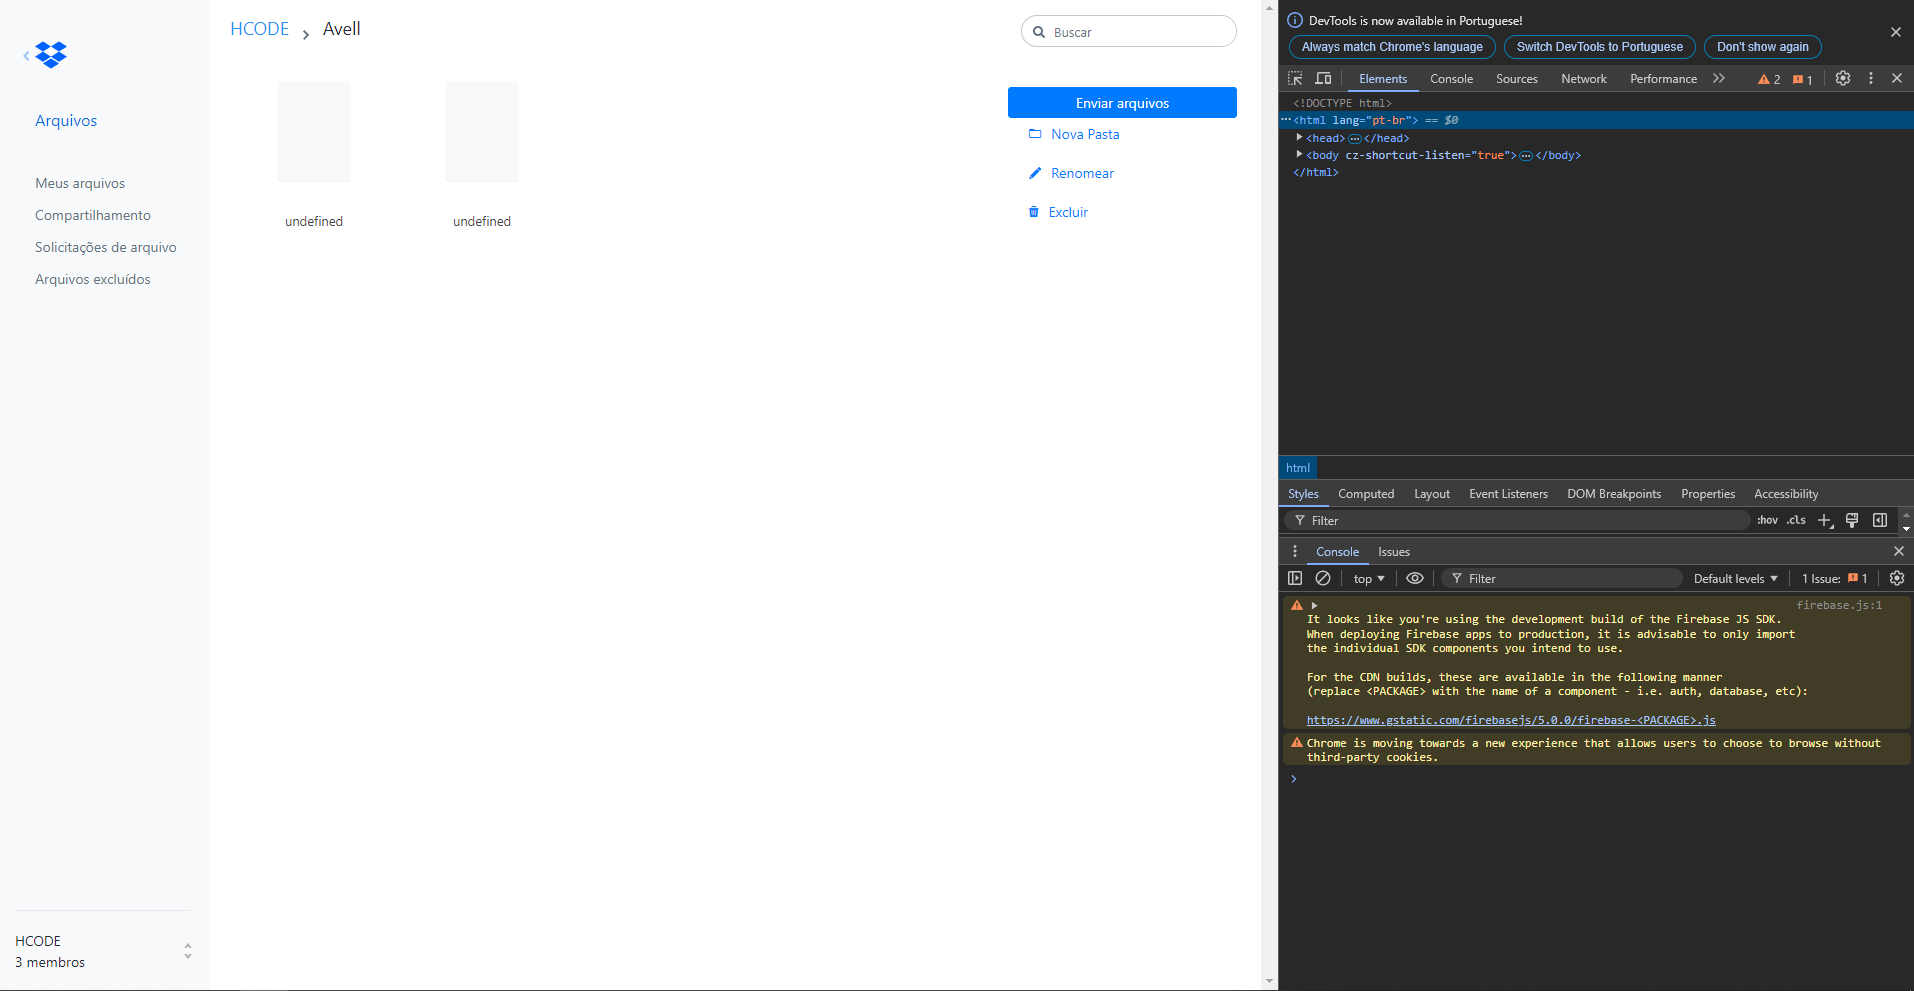 HCODE > Avell
Buscar
Arquivos
Meus arquivos
Compartilhamento
Solicitações de arquivo
Arquivos excluídos
undefined
undefined
Enviar arquivos
Nova Pasta
Renomear
Excluir
HCODE
3 membros
DevTools is now available in Portuguese!
Always match Chrome's language
Switch DevTools to Portuguese
Don't show again
Elements
Console
Sources
Network
Performance
2
1
<!DOCTYPE html>
<html lang="pt-br"> == $0
<head>…</head>
<body cz-shortcut-listen="true">…</body>
</html>
html
Styles
Computed
Layout
Event Listeners
DOM Breakpoints
Properties
Accessibility
Filter
:hov .cls
Console
Issues
top
Filter
Default levels
1 Issue: 1
firebase.js:1
It looks like you're using the development build of the Firebase JS SDK.
When deploying Firebase apps to production, it is advisable to only import
the individual SDK components you intend to use.
For the CDN builds, these are available in the following manner
(replace <PACKAGE> with the name of a component - i.e. auth, database, etc):
https://www.gstatic.com/firebasejs/5.0.0/firebase-<PACKAGE>.js
Chrome is moving towards a new experience that allows users to choose to browse without
third-party cookies.